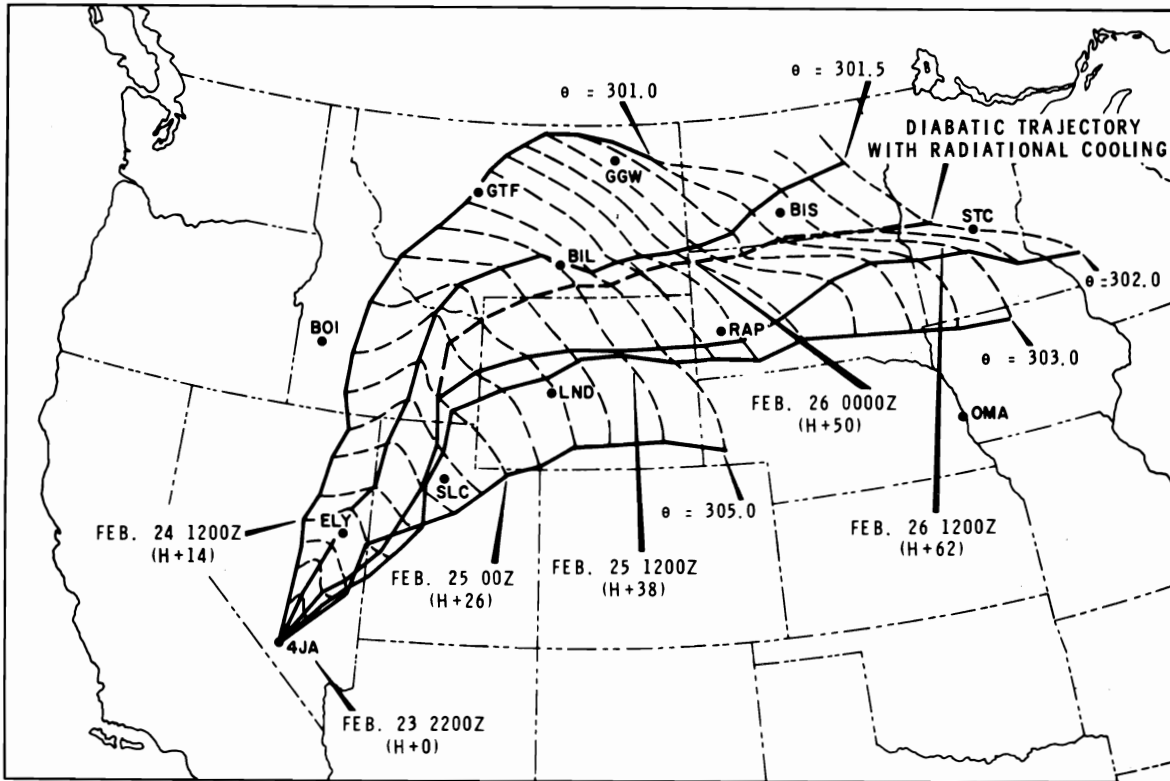 θ = 301.0
θ = 301.5
DIABATIC TRAJECTORY
WITH RADIATIONAL COOLING
GGW
GTF
BIS
STC
BIL
θ =302.0
BOI
RAP
θ = 303.0
LND
FEB. 26 0000Z
(H+50)
OMA
SLC
θ = 305.0
ELY
FEB. 24 1200Z
(H+14)
FEB. 26 1200Z
(H+62)
FEB. 25 00Z
(H+26)
FEB. 25 1200Z
(H+38)
4JA
FEB. 23 2200Z
(H+0)